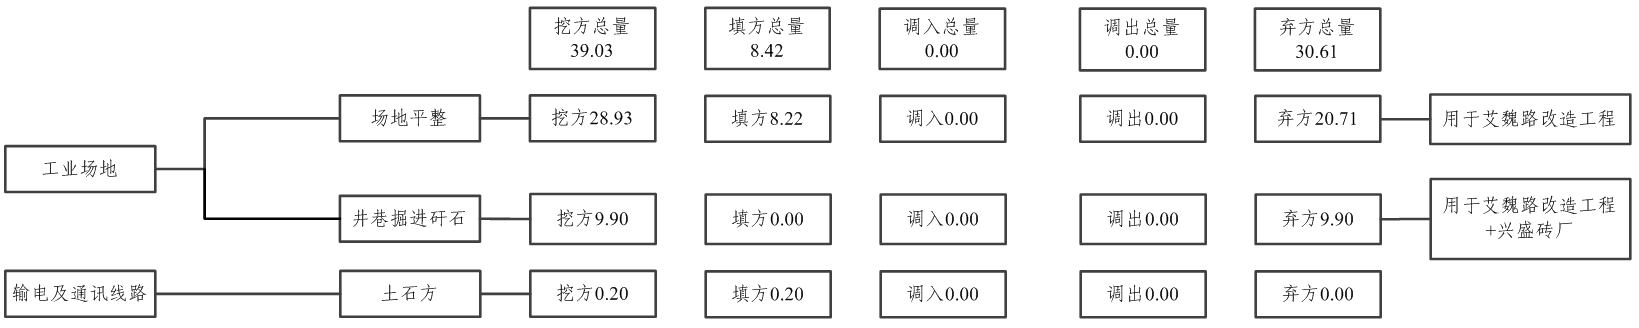 挖方总量
39.03
填方总量
8.42
调入总量
0.00
调出总量
0.00
弃方总量
30.61
工业场地
场地平整
挖方28.93
填方8.22
调入0.00
调出0.00
弃方20.71
用于艾魏路改造工程
井巷掘进矸石
挖方9.90
填方0.00
调入0.00
调出0.00
弃方9.90
用于艾魏路改造工程
+兴盛砖厂
输电及通讯线路
土石方
挖方0.20
填方0.20
调入0.00
调出0.00
弃方0.00